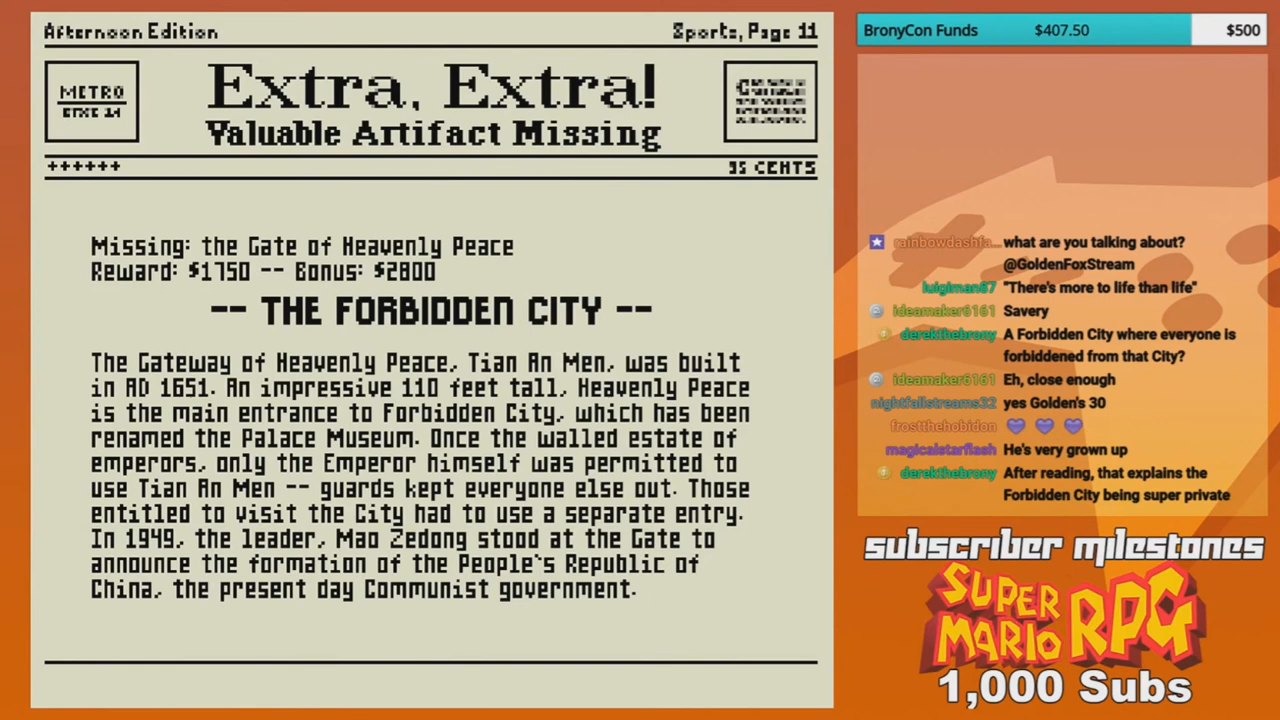 Afternoon Edition
Sports, Page 11
METRO
Extra, Extra!
Valuable Artifact Missing
++++++
35 CENTS
Missing: the Gate of Heavenly Peace
Reward: $1750 -- Bonus: $2800
-- THE FORBIDDEN CITY --
The Gateway of Heavenly Peace, Tian An Men, was built
in AD 1651. An impressive 110 feet tall, Heavenly Peace
is the main entrance to Forbidden City, which has been
renamed the Palace Museum. Once the walled estate of
emperors, only the Emperor himself was permitted to
use Tian An Men -- guards kept everyone else out. Those
entitled to visit the City had to use a separate entry.
In 1949, the leader, Mao Zedong stood at the Gate to
announce the formation of the People's Republic of
China, the present day Communist government.
BronyCon Funds $407.50 $500
rainbowdashfa... what are you talking about?
@GoldenFoxStream
luigiman87 "There's more to life than life"
ideamaker6161 Savery
derekthebrony A Forbidden City where everyone is
forbiddened from that City?
ideamaker6161 Eh, close enough
nightfallstreams32 yes Golden's 30
frostthehobidon
magicalstarflash He's very grown up
derekthebrony After reading, that explains the
Forbidden City being super private
subscriber milestones
SUPER
MARIO RPG
1,000 Subs